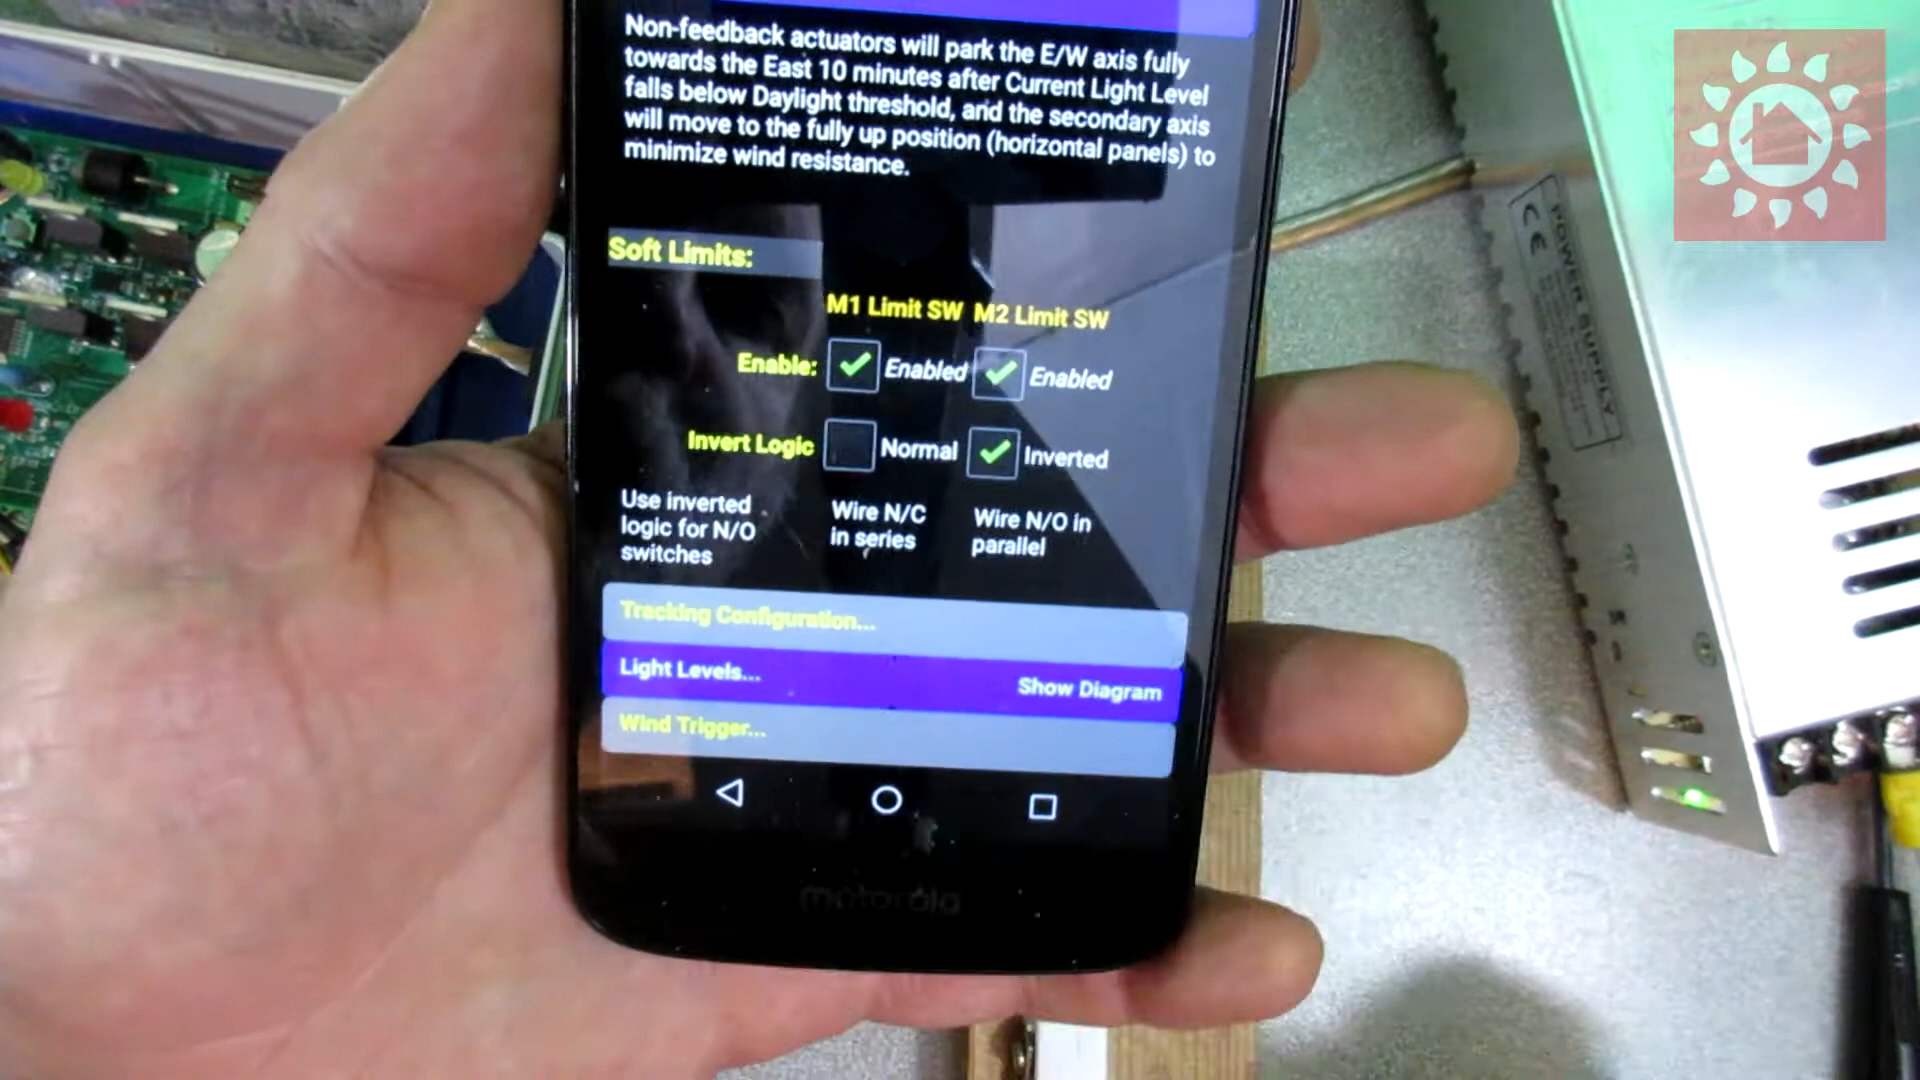 Non-feedback actuators will park the E/W axis fully
towards the East 10 minutes after Current Light Level
falls below Daylight threshold, and the secondary axis
will move to the fully up position (horizontal panels) to
minimize wind resistance.
Soft Limits:
M1 Limit SW M2 Limit SW
Enable: Enabled Enabled
Invert Logic Normal Inverted
Use inverted
logic for N/O
switches
Wire N/C
in series
Wire N/O in
parallel
Tracking Configuration...
Light Levels... Show Diagram
Wind Trigger...
motorola
CE POWER SUPPLY